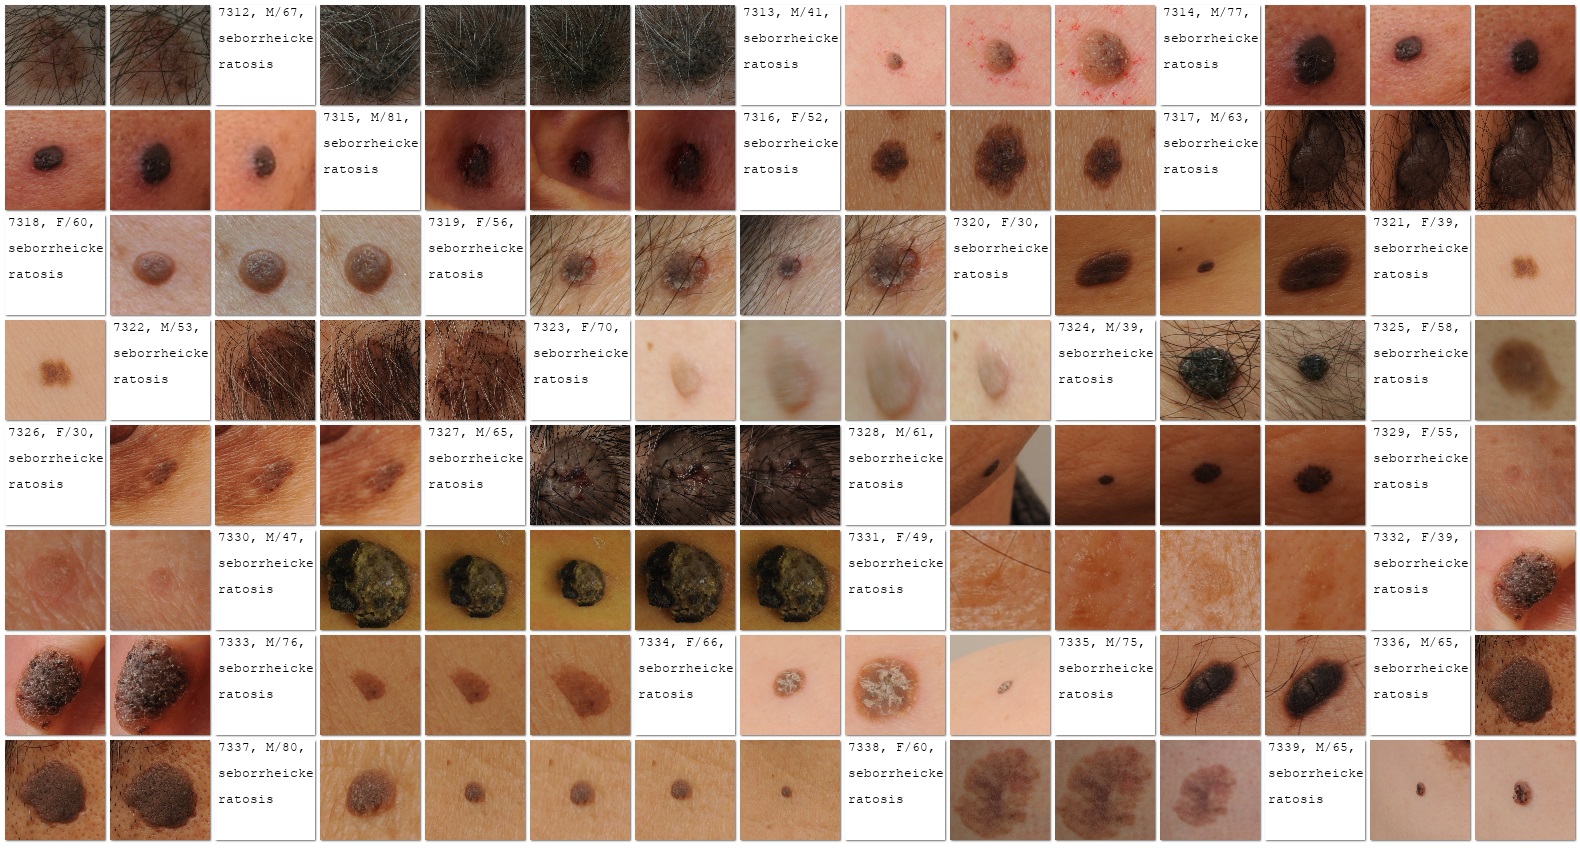 7312, M/67,
seborrheicke
ratosis
7313, M/41,
seborrheicke
ratosis
7314, M/77,
seborrheicke
ratosis
7315, M/81,
seborrheicke
ratosis
7316, F/52,
seborrheicke
ratosis
7317, M/63,
seborrheicke
ratosis
7318, F/60,
seborrheicke
ratosis
7319, F/56,
seborrheicke
ratosis
7320, F/30,
seborrheicke
ratosis
7321, F/39,
seborrheicke
ratosis
7322, M/53,
seborrheicke
ratosis
7323, F/70,
seborrheicke
ratosis
7324, M/39,
seborrheicke
ratosis
7325, F/58,
seborrheicke
ratosis
7326, F/30,
seborrheicke
ratosis
7327, M/65,
seborrheicke
ratosis
7328, M/61,
seborrheicke
ratosis
7329, F/55,
seborrheicke
ratosis
7330, M/47,
seborrheicke
ratosis
7331, F/49,
seborrheicke
ratosis
7332, F/39,
seborrheicke
ratosis
7333, M/76,
seborrheicke
ratosis
7334, F/66,
seborrheicke
ratosis
7335, M/75,
seborrheicke
ratosis
7336, M/65,
seborrheicke
ratosis
7337, M/80,
seborrheicke
ratosis
7338, F/60,
seborrheicke
ratosis
7339, M/65,
seborrheicke
ratosis